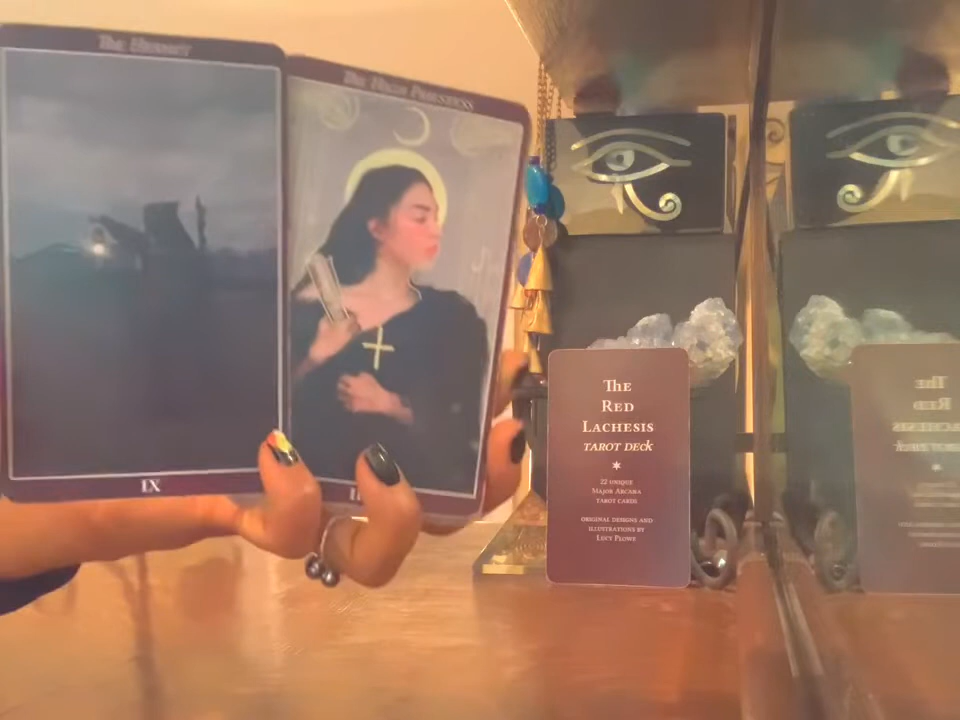 The Hermit
The High Priestess
IX
The
Red
Lachesis
TAROT DECK
22 UNIQUE
MAJOR ARCANA
TAROT CARDS
ORIGINAL DESIGNS AND
ILLUSTRATIONS BY
LUCY PLOWE